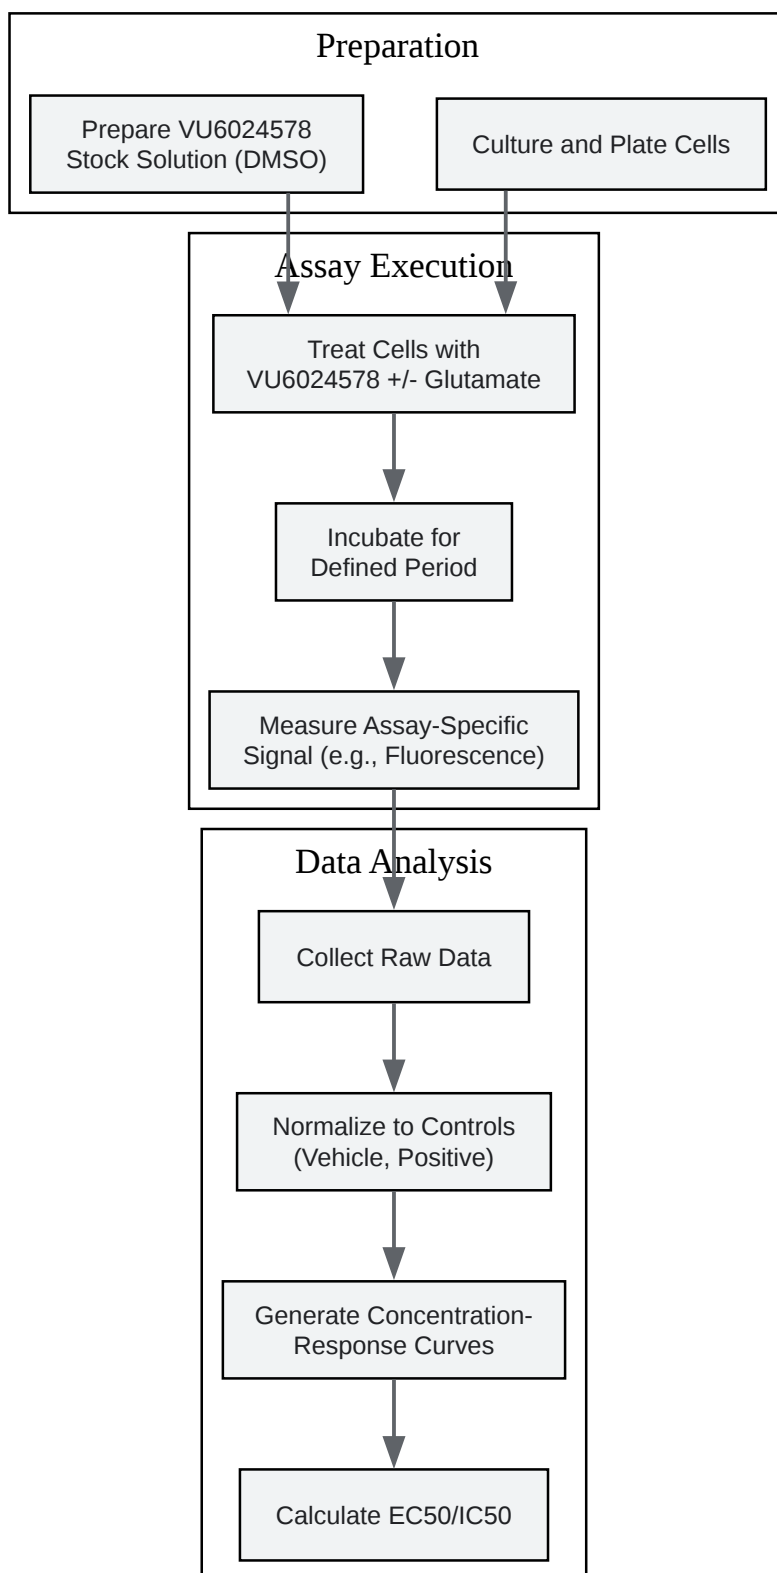 Preparation
Prepare VU6024578
Stock Solution (DMSO)
Culture and Plate Cells
Assay Execution
Treat Cells with
VU6024578 +/- Glutamate
Incubate for
Defined Period
Measure Assay-Specific
Signal (e.g., Fluorescence)
Data Analysis
Collect Raw Data
Normalize to Controls
(Vehicle, Positive)
Generate Concentration-
Response Curves
Calculate EC50/IC50